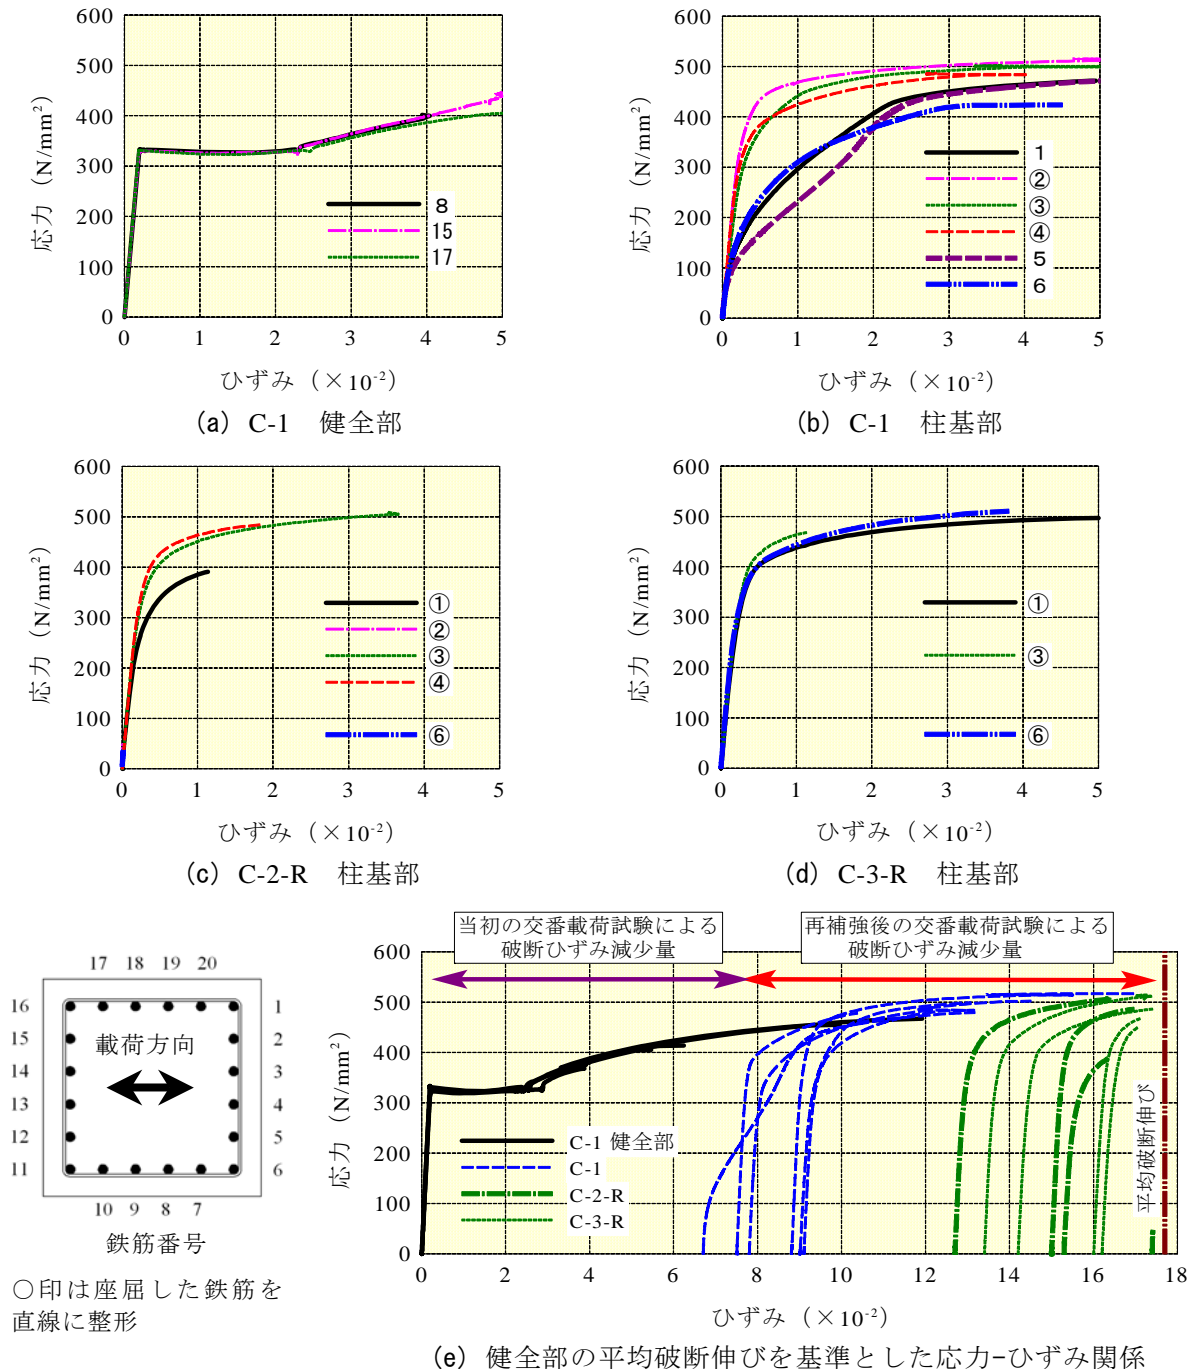 600
500
400
300
200
100
0
応力（N/mm²）
8
15
17
0 1 2 3 4 5
ひずみ（×10⁻²）
(a) C-1 健全部
600
500
400
300
200
100
0
応力（N/mm²）
1
②
③
④
5
6
0 1 2 3 4 5
ひずみ（×10⁻²）
(b) C-1 柱基部
600
500
400
300
200
100
0
応力（N/mm²）
①
②
③
④
⑥
0 1 2 3 4 5
ひずみ（×10⁻²）
(c) C-2-R 柱基部
600
500
400
300
200
100
0
応力（N/mm²）
①
③
⑥
0 1 2 3 4 5
ひずみ（×10⁻²）
(d) C-3-R 柱基部
17 18 19 20
16 1
15 2
14 3
13 4
12 5
11 6
10 9 8 7
載荷方向
鉄筋番号
○印は座屈した鉄筋を
直線に整形
当初の交番載荷試験による
破断ひずみ減少量
再補強後の交番載荷試験による
破断ひずみ減少量
600
500
400
300
200
100
0
応力（N/mm²）
C-1 健全部
C-1
C-2-R
C-3-R
平均破断伸び
0 2 4 6 8 10 12 14 16 18
ひずみ（×10⁻²）
(e) 健全部の平均破断伸びを基準とした応力−ひずみ関係